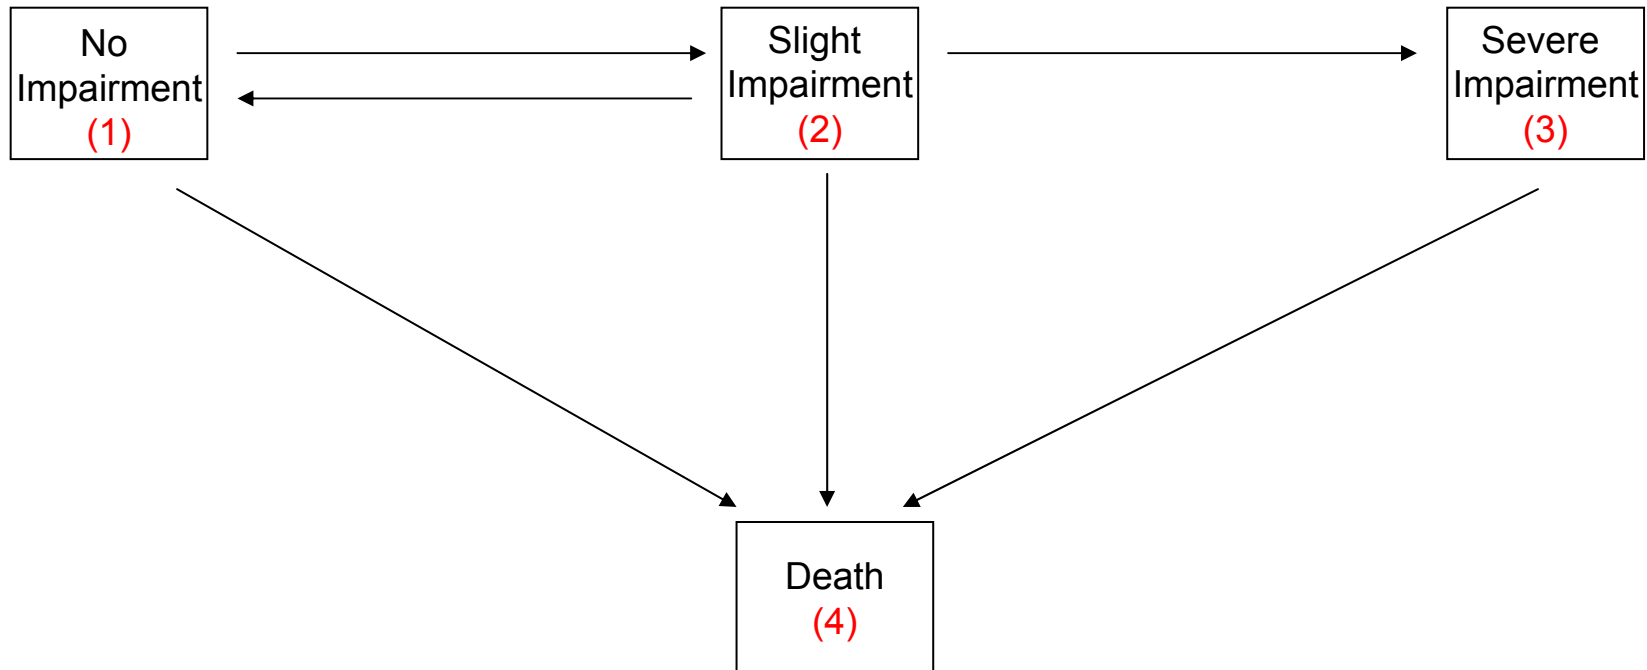 No
Impairment
(1)
Slight
Impairment
(2)
Severe
Impairment
(3)
Death
(4)